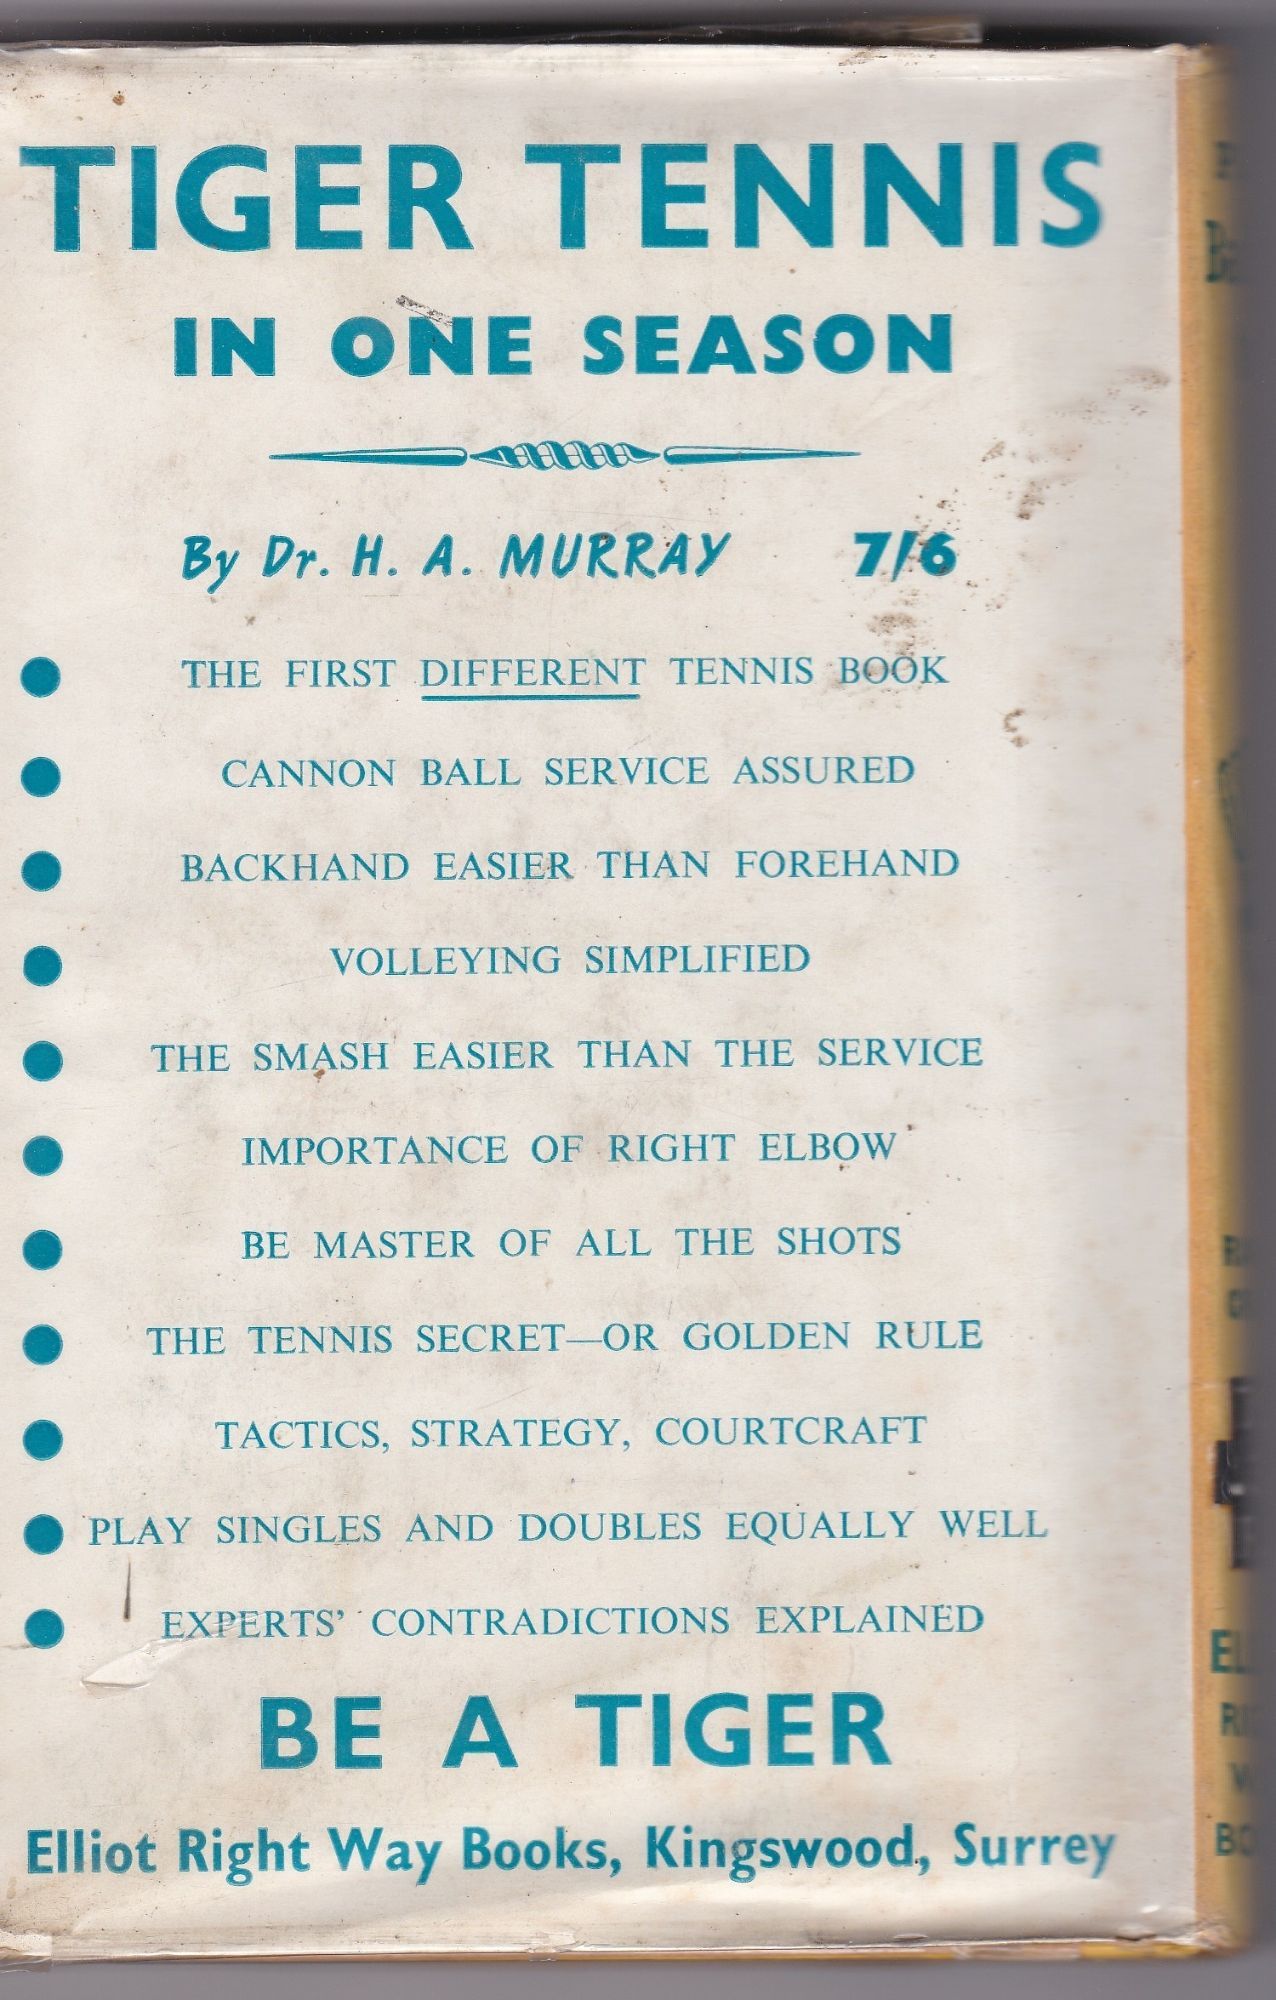 TIGER TENNIS
IN ONE SEASON
By Dr. H. A. MURRAY 7/6
THE FIRST DIFFERENT TENNIS BOOK
CANNON BALL SERVICE ASSURED
BACKHAND EASIER THAN FOREHAND
VOLLEYING SIMPLIFIED
THE SMASH EASIER THAN THE SERVICE
IMPORTANCE OF RIGHT ELBOW
BE MASTER OF ALL THE SHOTS
THE TENNIS SECRET—OR GOLDEN RULE
TACTICS, STRATEGY, COURTCRAFT
PLAY SINGLES AND DOUBLES EQUALLY WELL
EXPERTS' CONTRADICTIONS EXPLAINED
BE A TIGER
Elliot Right Way Books, Kingswood, Surrey